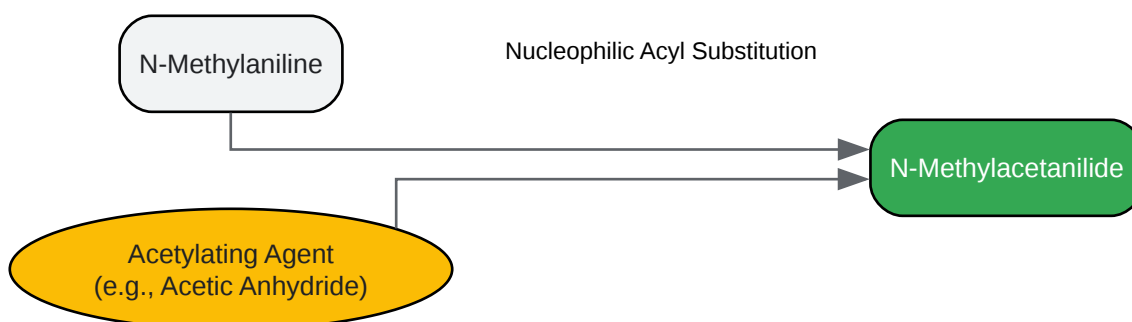 N-Methylaniline
Nucleophilic Acyl Substitution
N-Methylacetanilide
Acetylating Agent
(e.g., Acetic Anhydride)